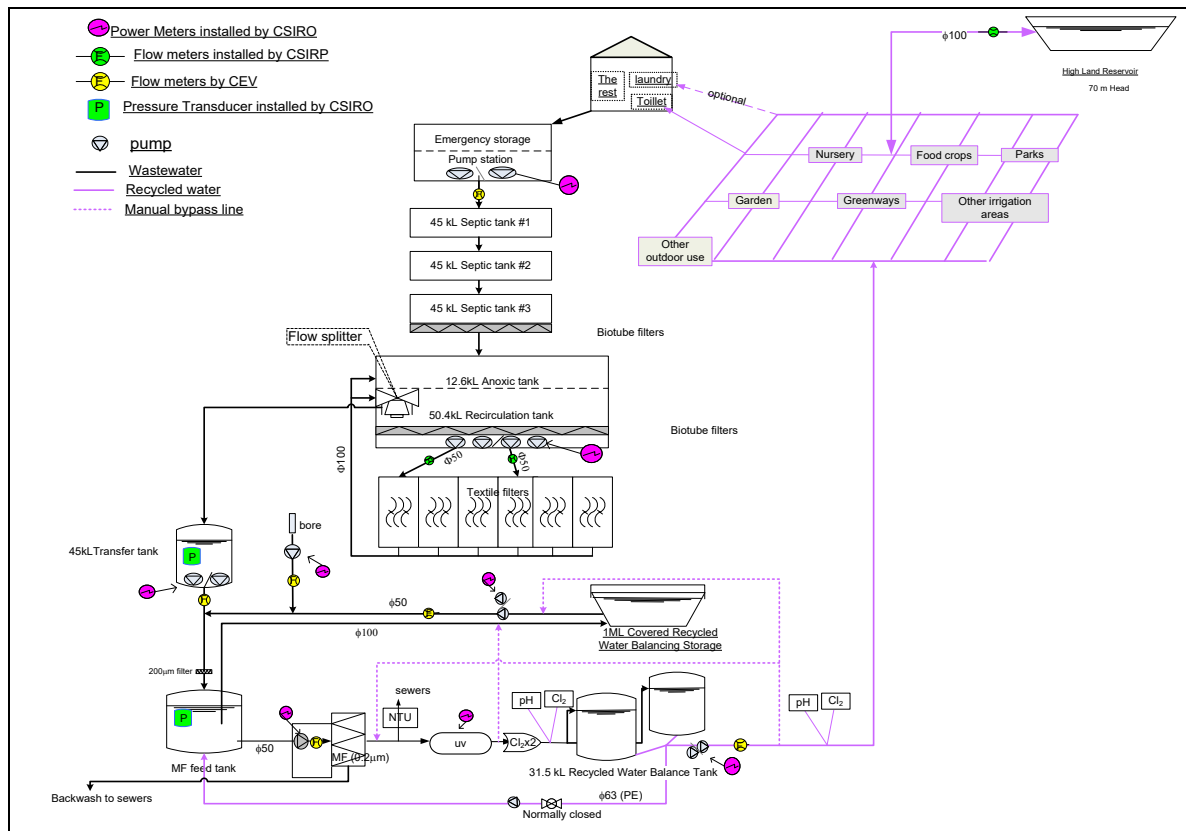 Power Meters installed by CSIRO
Flow meters installed by CSIRP
Flow meters by CEV
P
Pressure Transducer installed by CSIRO
pump
Wastewater
Recycled water
Manual bypass line
ϕ100
High Land Reservoir
70 m Head
The
rest
laundry
Toillet
optional
Emergency storage
Pump station
Nursery
Food crops
Parks
Garden
Greenways
Other irrigation
areas
Other
outdoor use
45 kL Septic tank #1
45 kL Septic tank #2
45 kL Septic tank #3
Biotube filters
Flow splitter
12.6kL Anoxic tank
50.4kL Recirculation tank
Biotube filters
Φ100
Φ50
Φ50
Textile filters
bore
45kLTransfer tank
P
ϕ50
ϕ100
1ML Covered Recycled
Water Balancing Storage
200μm filter
P
MF feed tank
ϕ50
MF (0.2μm)
sewers
NTU
uv
pH
Cl2
Cl2x2
31.5 kL Recycled Water Balance Tank
pH
Cl2
ϕ63 (PE)
Normally closed
Backwash to sewers